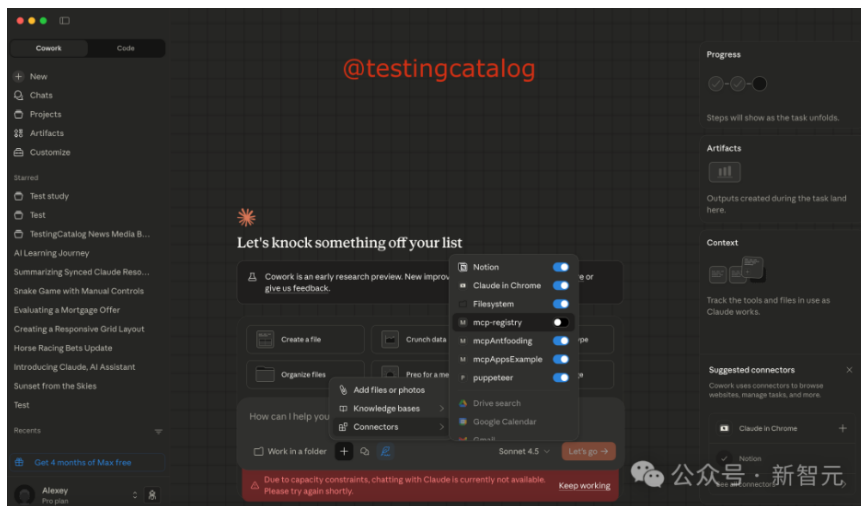 Cowork
Code
@testingcatalog
New
Chats
Projects
Artifacts
Customize
Starred
Test study
Test
TestingCatalog News Media B...
AI Learning Journey
Summarizing Synced Claude Reso...
Snake Game with Manual Controls
Evaluating a Mortgage Offer
Creating a Responsive Grid Layout
Horse Racing Bets Update
Introducing Claude, AI Assistant
Sunset from the Skies
Test
Recents
Get 4 months of Max free
Alexey
Pro plan
Let's knock something off your list
Cowork is an early research preview. New improv
or
give us feedback.
Create a file
Crunch data
Organize files
Prep for a me
Notion
Claude in Chrome
Filesystem
mcp-registry
mcpAntfooding
mcpAppsExample
puppeteer
Drive search
Google Calendar
Gmail
Add files or photos
Knowledge bases
Connectors
How can I help you
Work in a folder
Sonnet 4.5
Let's go →
Due to capacity constraints, chatting with Claude is currently not available.
Please try again shortly.
Keep working
Progress
Steps will show as the task unfolds.
Artifacts
Outputs created during the task land
here.
Context
Track the tools and files in use as
Claude works.
Suggested connectors
Cowork uses connectors to browse
websites, manage tasks, and more.
Claude in Chrome
Notion
connectors
公众号 · 新智元